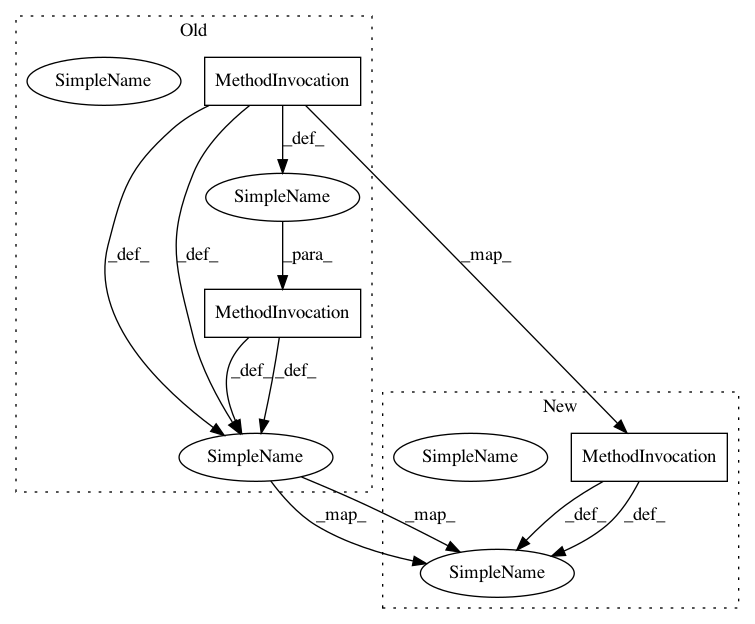 Old
SimpleName
MethodInvocation
_def_
SimpleName
_def_
_def_
_para_
_map_
MethodInvocation
_def_
_def_
New
SimpleName
SimpleName
MethodInvocation
_map_
_map_
_def_
_def_
SimpleName